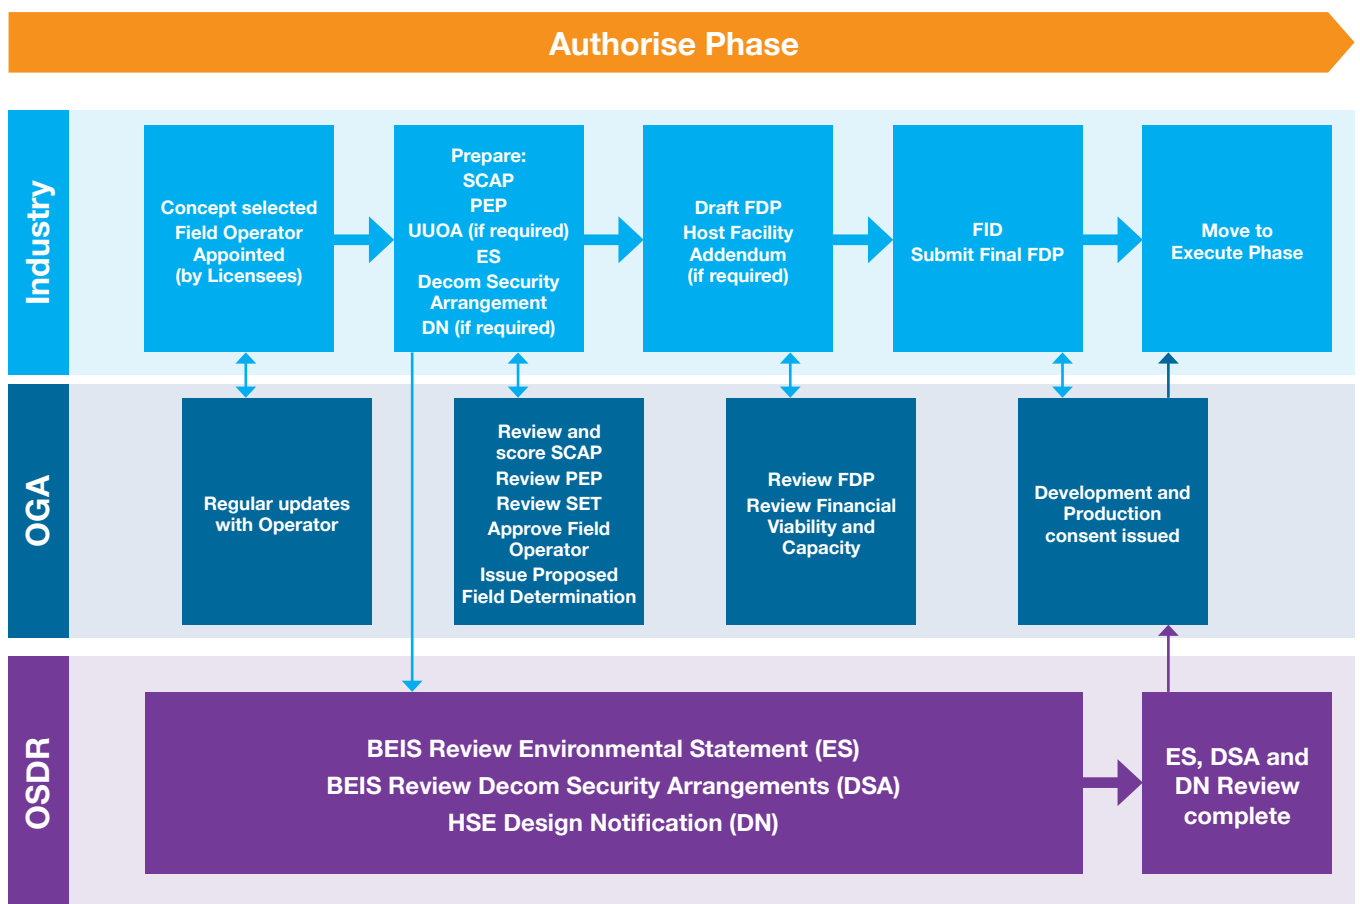 Authorise Phase
Industry
Concept selected
Field Operator
Appointed
(by Licensees)
Prepare:
SCAP
PEP
UUOA (if required)
ES
Decom Security
Arrangement
DN (if required)
Draft FDP
Host Facility
Addendum
(if required)
FID
Submit Final FDP
Move to
Execute Phase
OGA
Regular updates
with Operator
Review and
score SCAP
Review PEP
Review SET
Approve Field
Operator
Issue Proposed
Field Determination
Review FDP
Review Financial
Viability and
Capacity
Development and
Production
consent issued
OSDR
BEIS Review Environmental Statement (ES)
BEIS Review Decom Security Arrangements (DSA)
HSE Design Notification (DN)
ES, DSA and
DN Review
complete